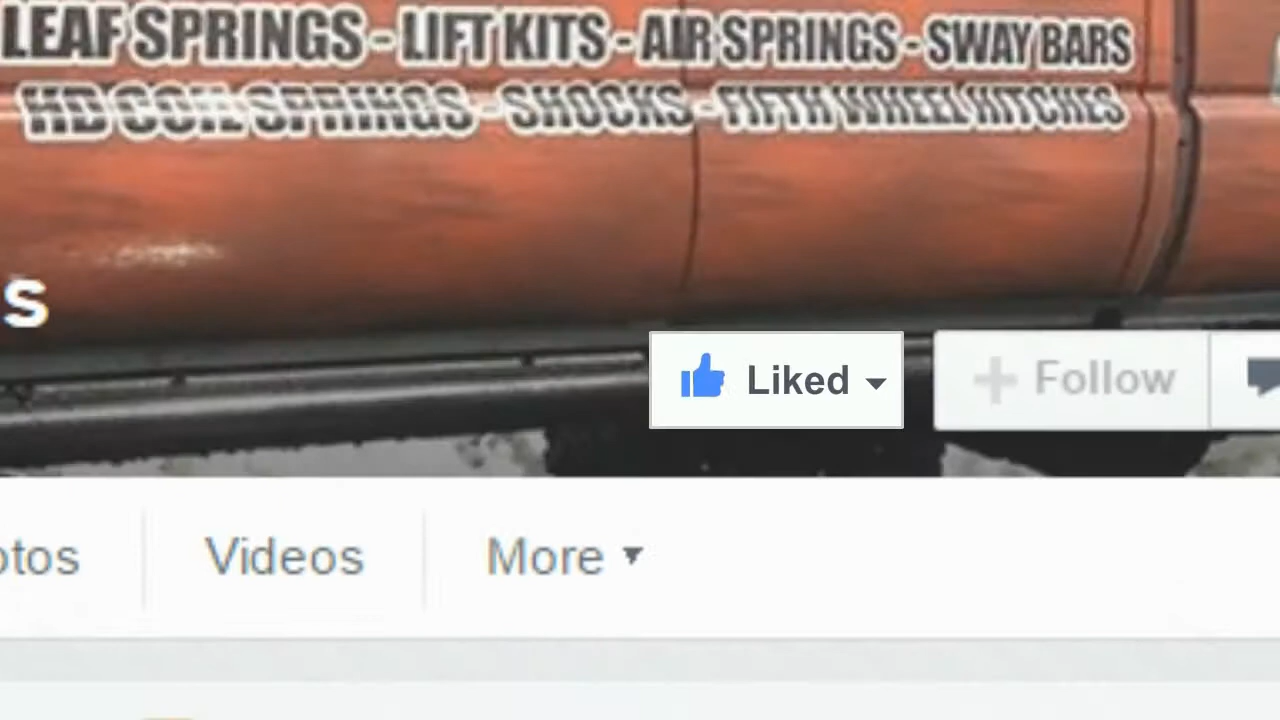 LEAF SPRINGS - LIFT KITS - AIR SPRINGS - SWAY BARS
HD COIL SPRINGS - SHOCKS - FIFTH WHEEL HITCHES
s
Liked
Follow
otos
Videos
More